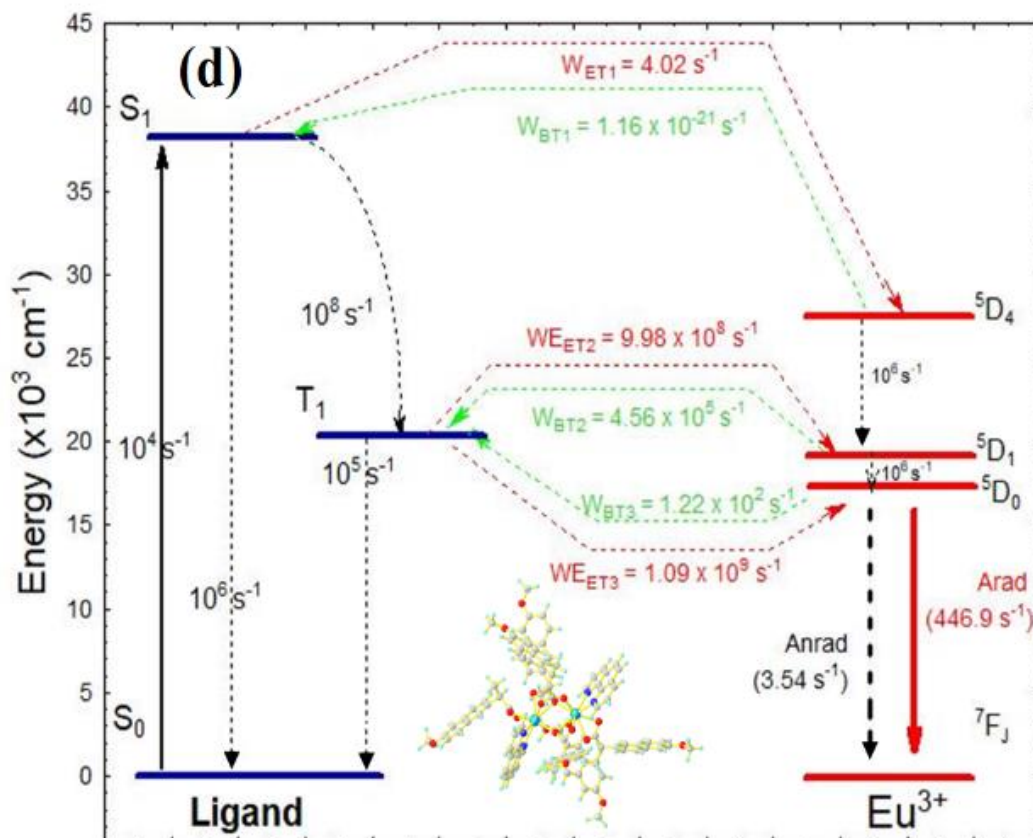 (d)
Energy (x10³ cm⁻¹)
45
40
35
30
25
20
15
10
5
0
S₁
W_ET1 = 4.02 s⁻¹
W_BT1 = 1.16 x 10⁻²¹ s⁻¹
⁵D₄
10⁸ s⁻¹
WE_ET2 = 9.98 x 10⁸ s⁻¹
10⁶ s⁻¹
T₁
W_BT2 = 4.56 x 10⁵ s⁻¹
10⁴ s⁻¹
10⁵ s⁻¹
⁵D₁
10⁶ s⁻¹
⁵D₀
W_BT3 = 1.22 x 10² s⁻¹
WE_ET3 = 1.09 x 10⁹ s⁻¹
10⁶ s⁻¹
Arad
(446.9 s⁻¹)
Anrad
(3.54 s⁻¹)
S₀
⁷F_J
Ligand
Eu³⁺